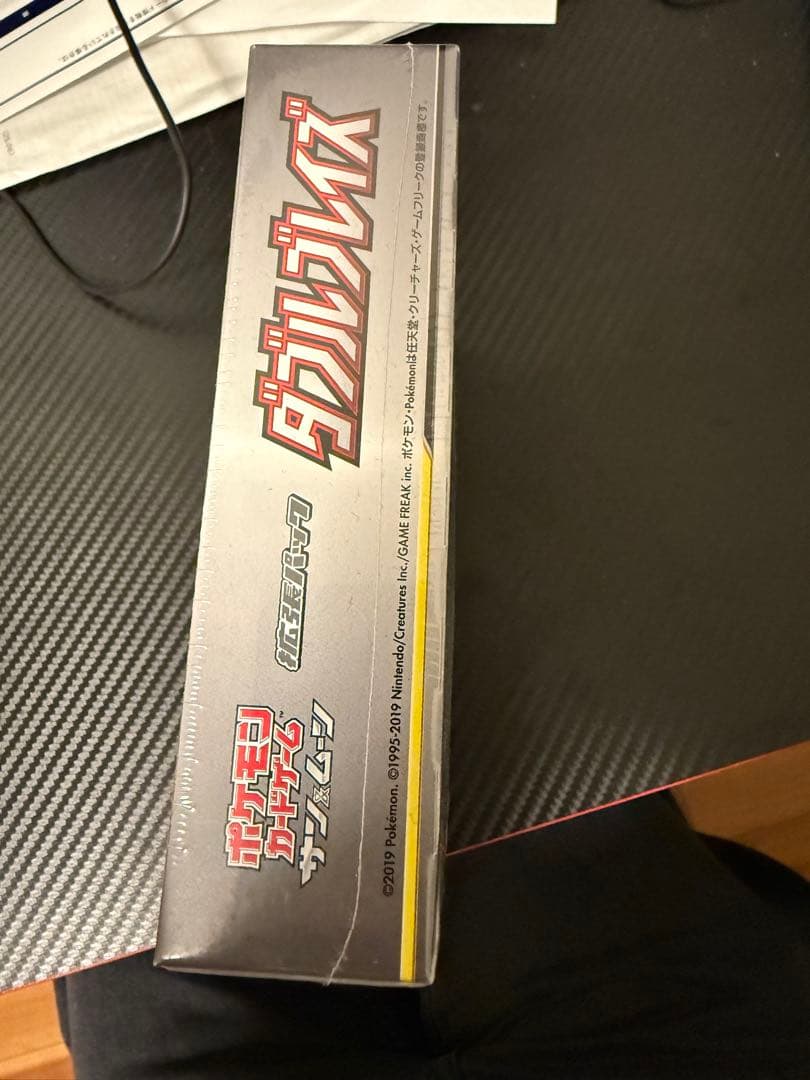 ポケモン
カードゲーム™
サン&ムーン
拡張パック
ダブルブレイズ
©2019 Pokémon. ©1995-2019 Nintendo/Creatures Inc./GAME FREAK inc. ポケモン・Pokémonは任天堂・クリーチャーズ・ゲームフリークの登録商標です。